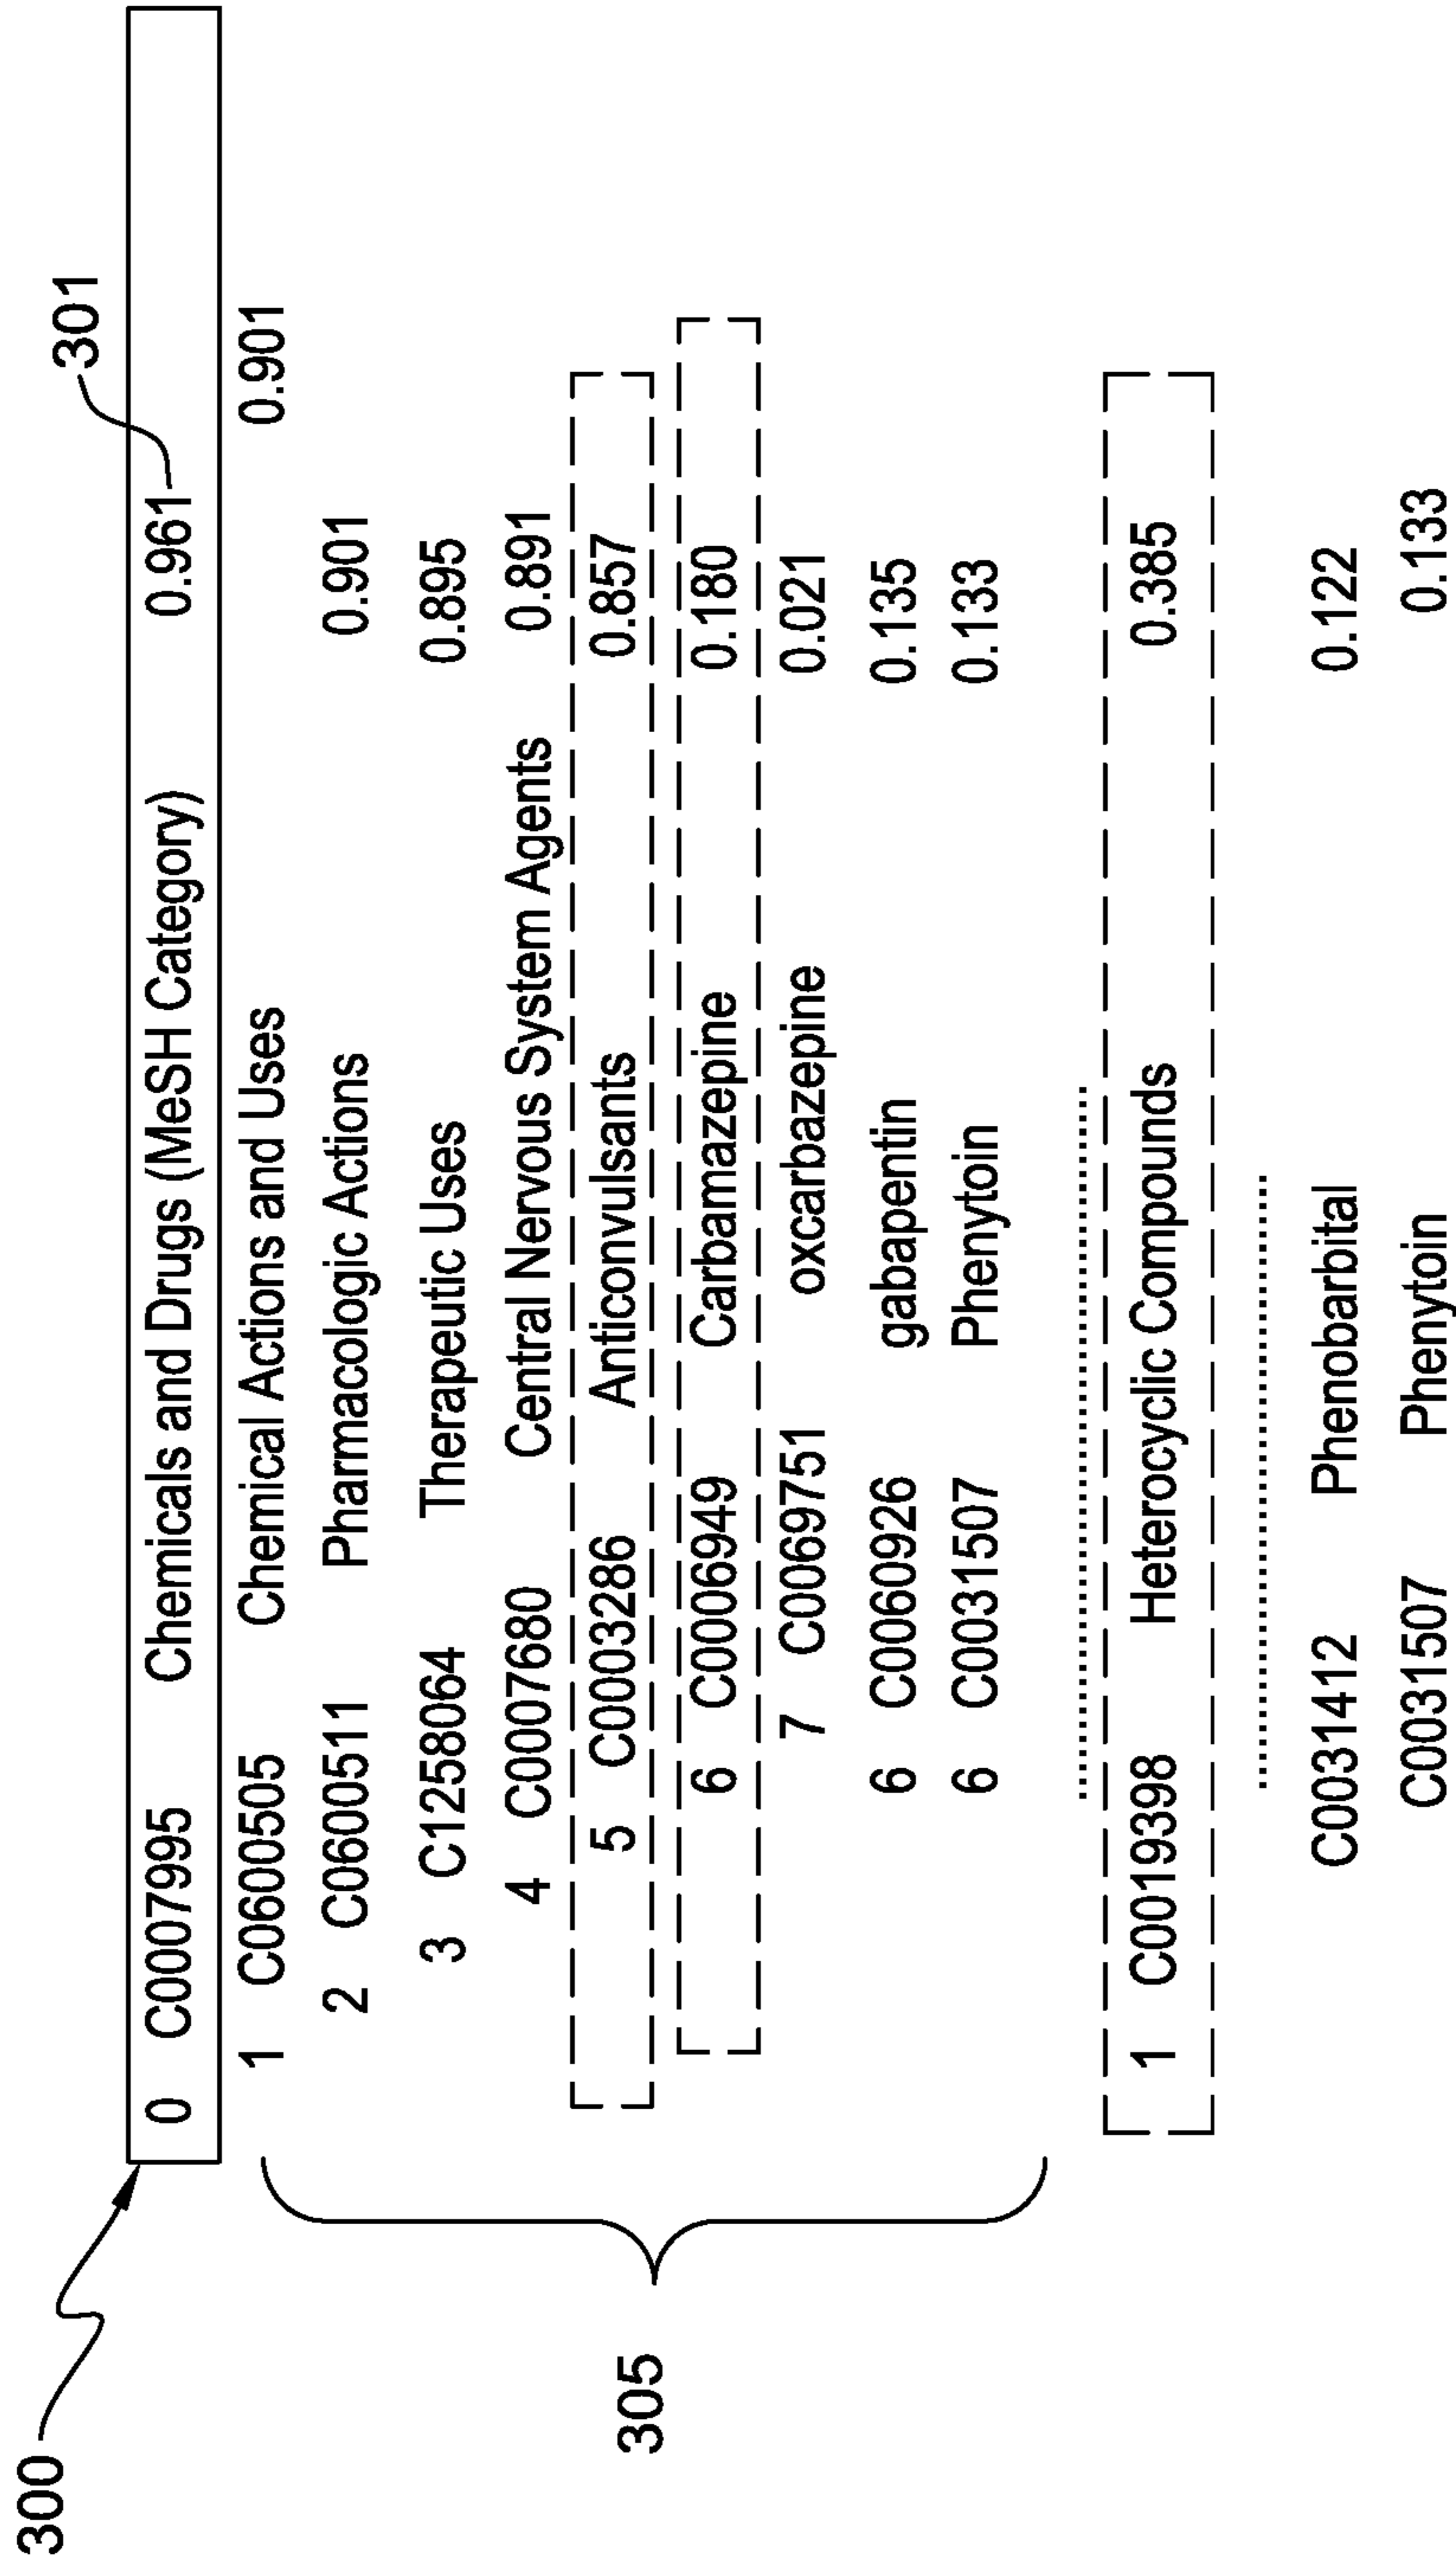 300
301
0 C0007995 Chemicals and Drugs (MeSH Category) 0.961
1 C0600505 Chemical Actions and Uses 0.901
2 C0600511 Pharmacologic Actions 0.901
3 C1258064 Therapeutic Uses 0.895
4 C0007680 Central Nervous System Agents 0.891
5 C0003286 Anticonvulsants 0.857
6 C0006949 Carbamazepine 0.180
7 C0069751 oxcarbazepine 0.021
6 C0060926 gabapentin 0.135
6 C0031507 Phenytoin 0.133
305
1 C0019398 Heterocyclic Compounds 0.385
C0031412 Phenobarbital 0.122
C0031507 Phenytoin 0.133